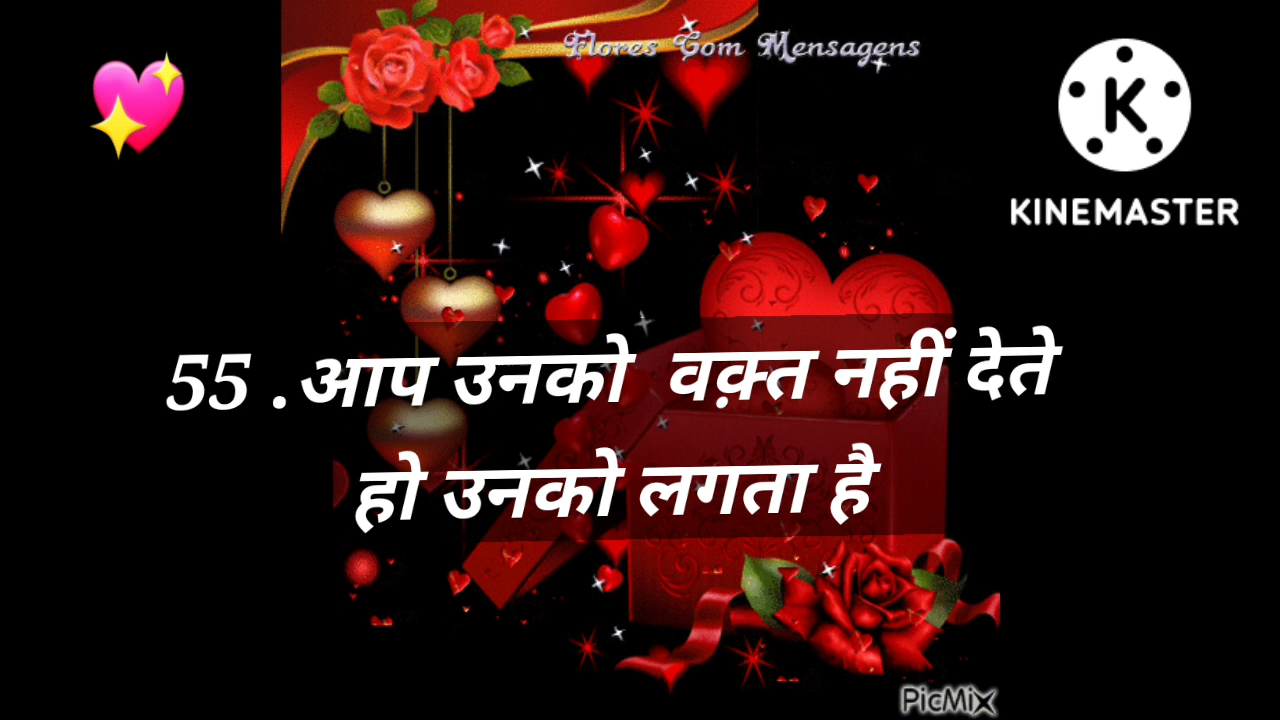 Flores Com Mensagens
K
KINEMASTER
55 .आप उनको वक़्त नहीं देते
हो उनको लगता है
PicMix